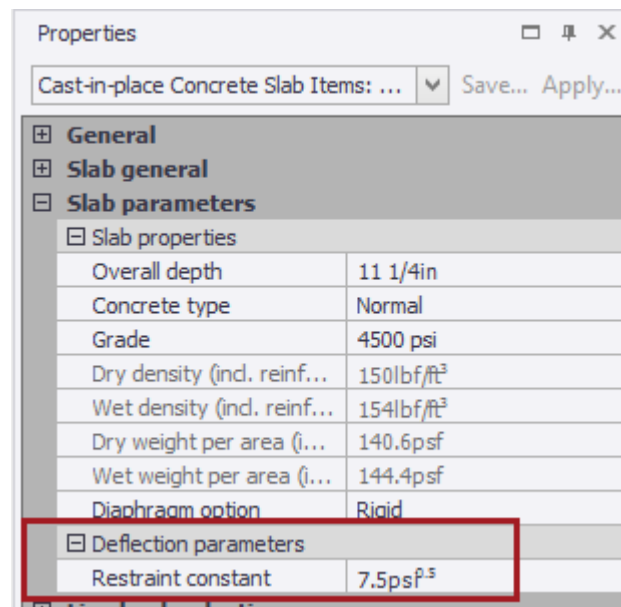 Properties
Cast-in-place Concrete Slab Items: ... Save... Apply...
General
Slab general
Slab parameters
Slab properties
Overall depth 11 1/4in
Concrete type Normal
Grade 4500 psi
Dry density (incl. reinf... 150lbf/ft³
Wet density (incl. reinf... 154lbf/ft³
Dry weight per area (i... 140.6psf
Wet weight per area (i... 144.4psf
Diaphragm option Rigid
Deflection parameters
Restraint constant 7.5psf⁰·⁵